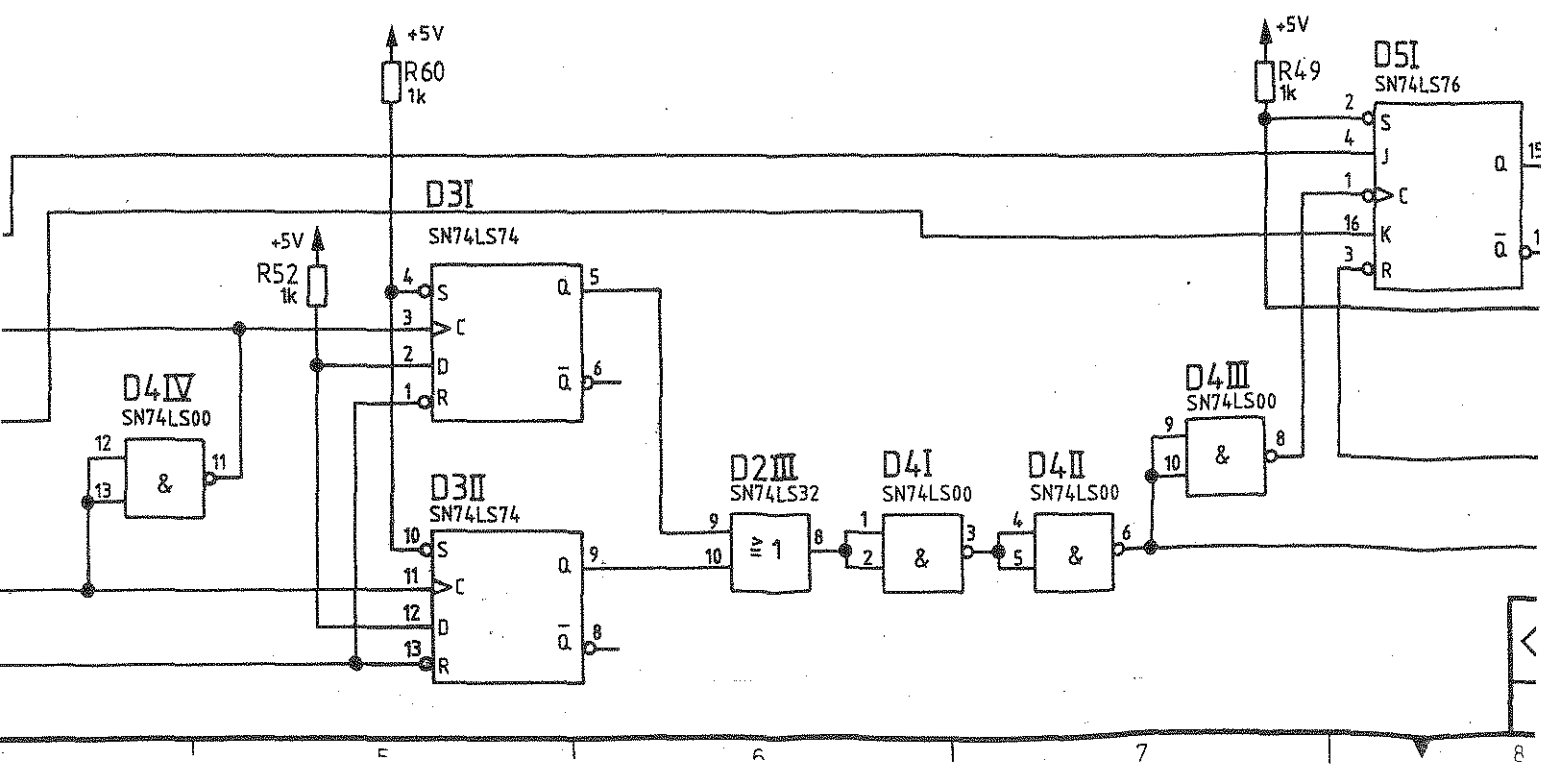 +5V
R60
1k
+5V
R49
1k
D5I
SN74LS76
2
S
4
J
Q
15
1
C
16
K
Q̅
3
R
D3I
SN74LS74
+5V
R52
1k
4
S
Q
5
3
C
2
D
Q̅
6
1
R
D4IV
SN74LS00
12
13
&
11
D4III
SN74LS00
9
10
&
8
D3II
SN74LS74
10
S
Q
9
11
C
12
D
Q̅
8
13
R
D2III
SN74LS32
9
10
≥ 1
8
D4I
SN74LS00
1
2
&
3
D4II
SN74LS00
4
5
&
6
6
7
8